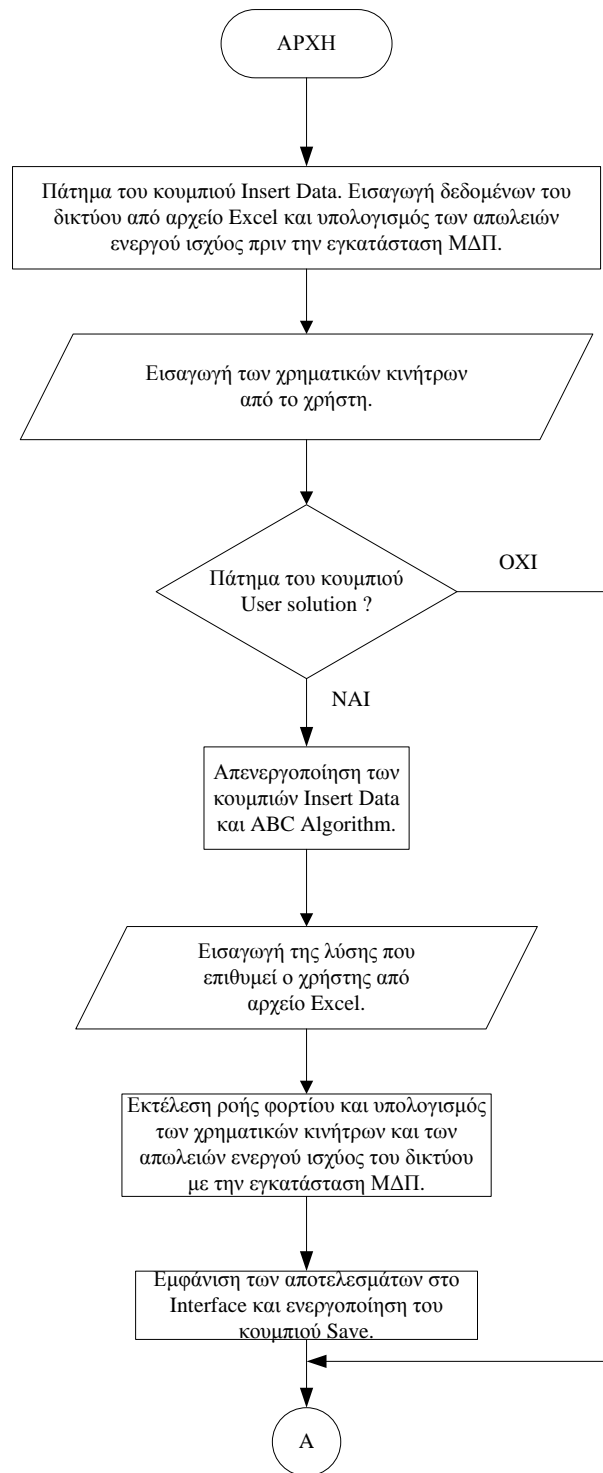 ΑΡΧΗ
Πάτημα του κουμπιού Insert Data. Εισαγωγή δεδομένων του
δικτύου από αρχείο Excel και υπολογισμός των απωλειών
ενεργού ισχύος πριν την εγκατάσταση ΜΔΠ.
Εισαγωγή των χρηματικών κινήτρων
από το χρήστη.
Πάτημα του κουμπιού
User solution ?
ΟΧΙ
ΝΑΙ
Απενεργοποίηση των
κουμπιών Insert Data
και ABC Algorithm.
Εισαγωγή της λύσης που
επιθυμεί ο χρήστης από
αρχείο Excel.
Εκτέλεση ροής φορτίου και υπολογισμός
των χρηματικών κινήτρων και των
απωλειών ενεργού ισχύος του δικτύου
με την εγκατάσταση ΜΔΠ.
Εμφάνιση των αποτελεσμάτων στο
Interface και ενεργοποίηση του
κουμπιού Save.
Α